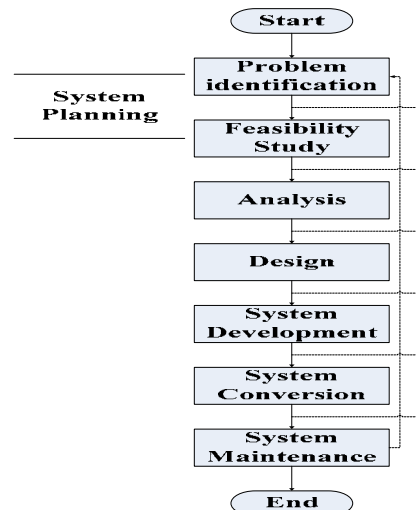 Start
Problem
identification
System
Planning
Feasibility
Study
Analysis
Design
System
Development
System
Conversion
System
Maintenance
End